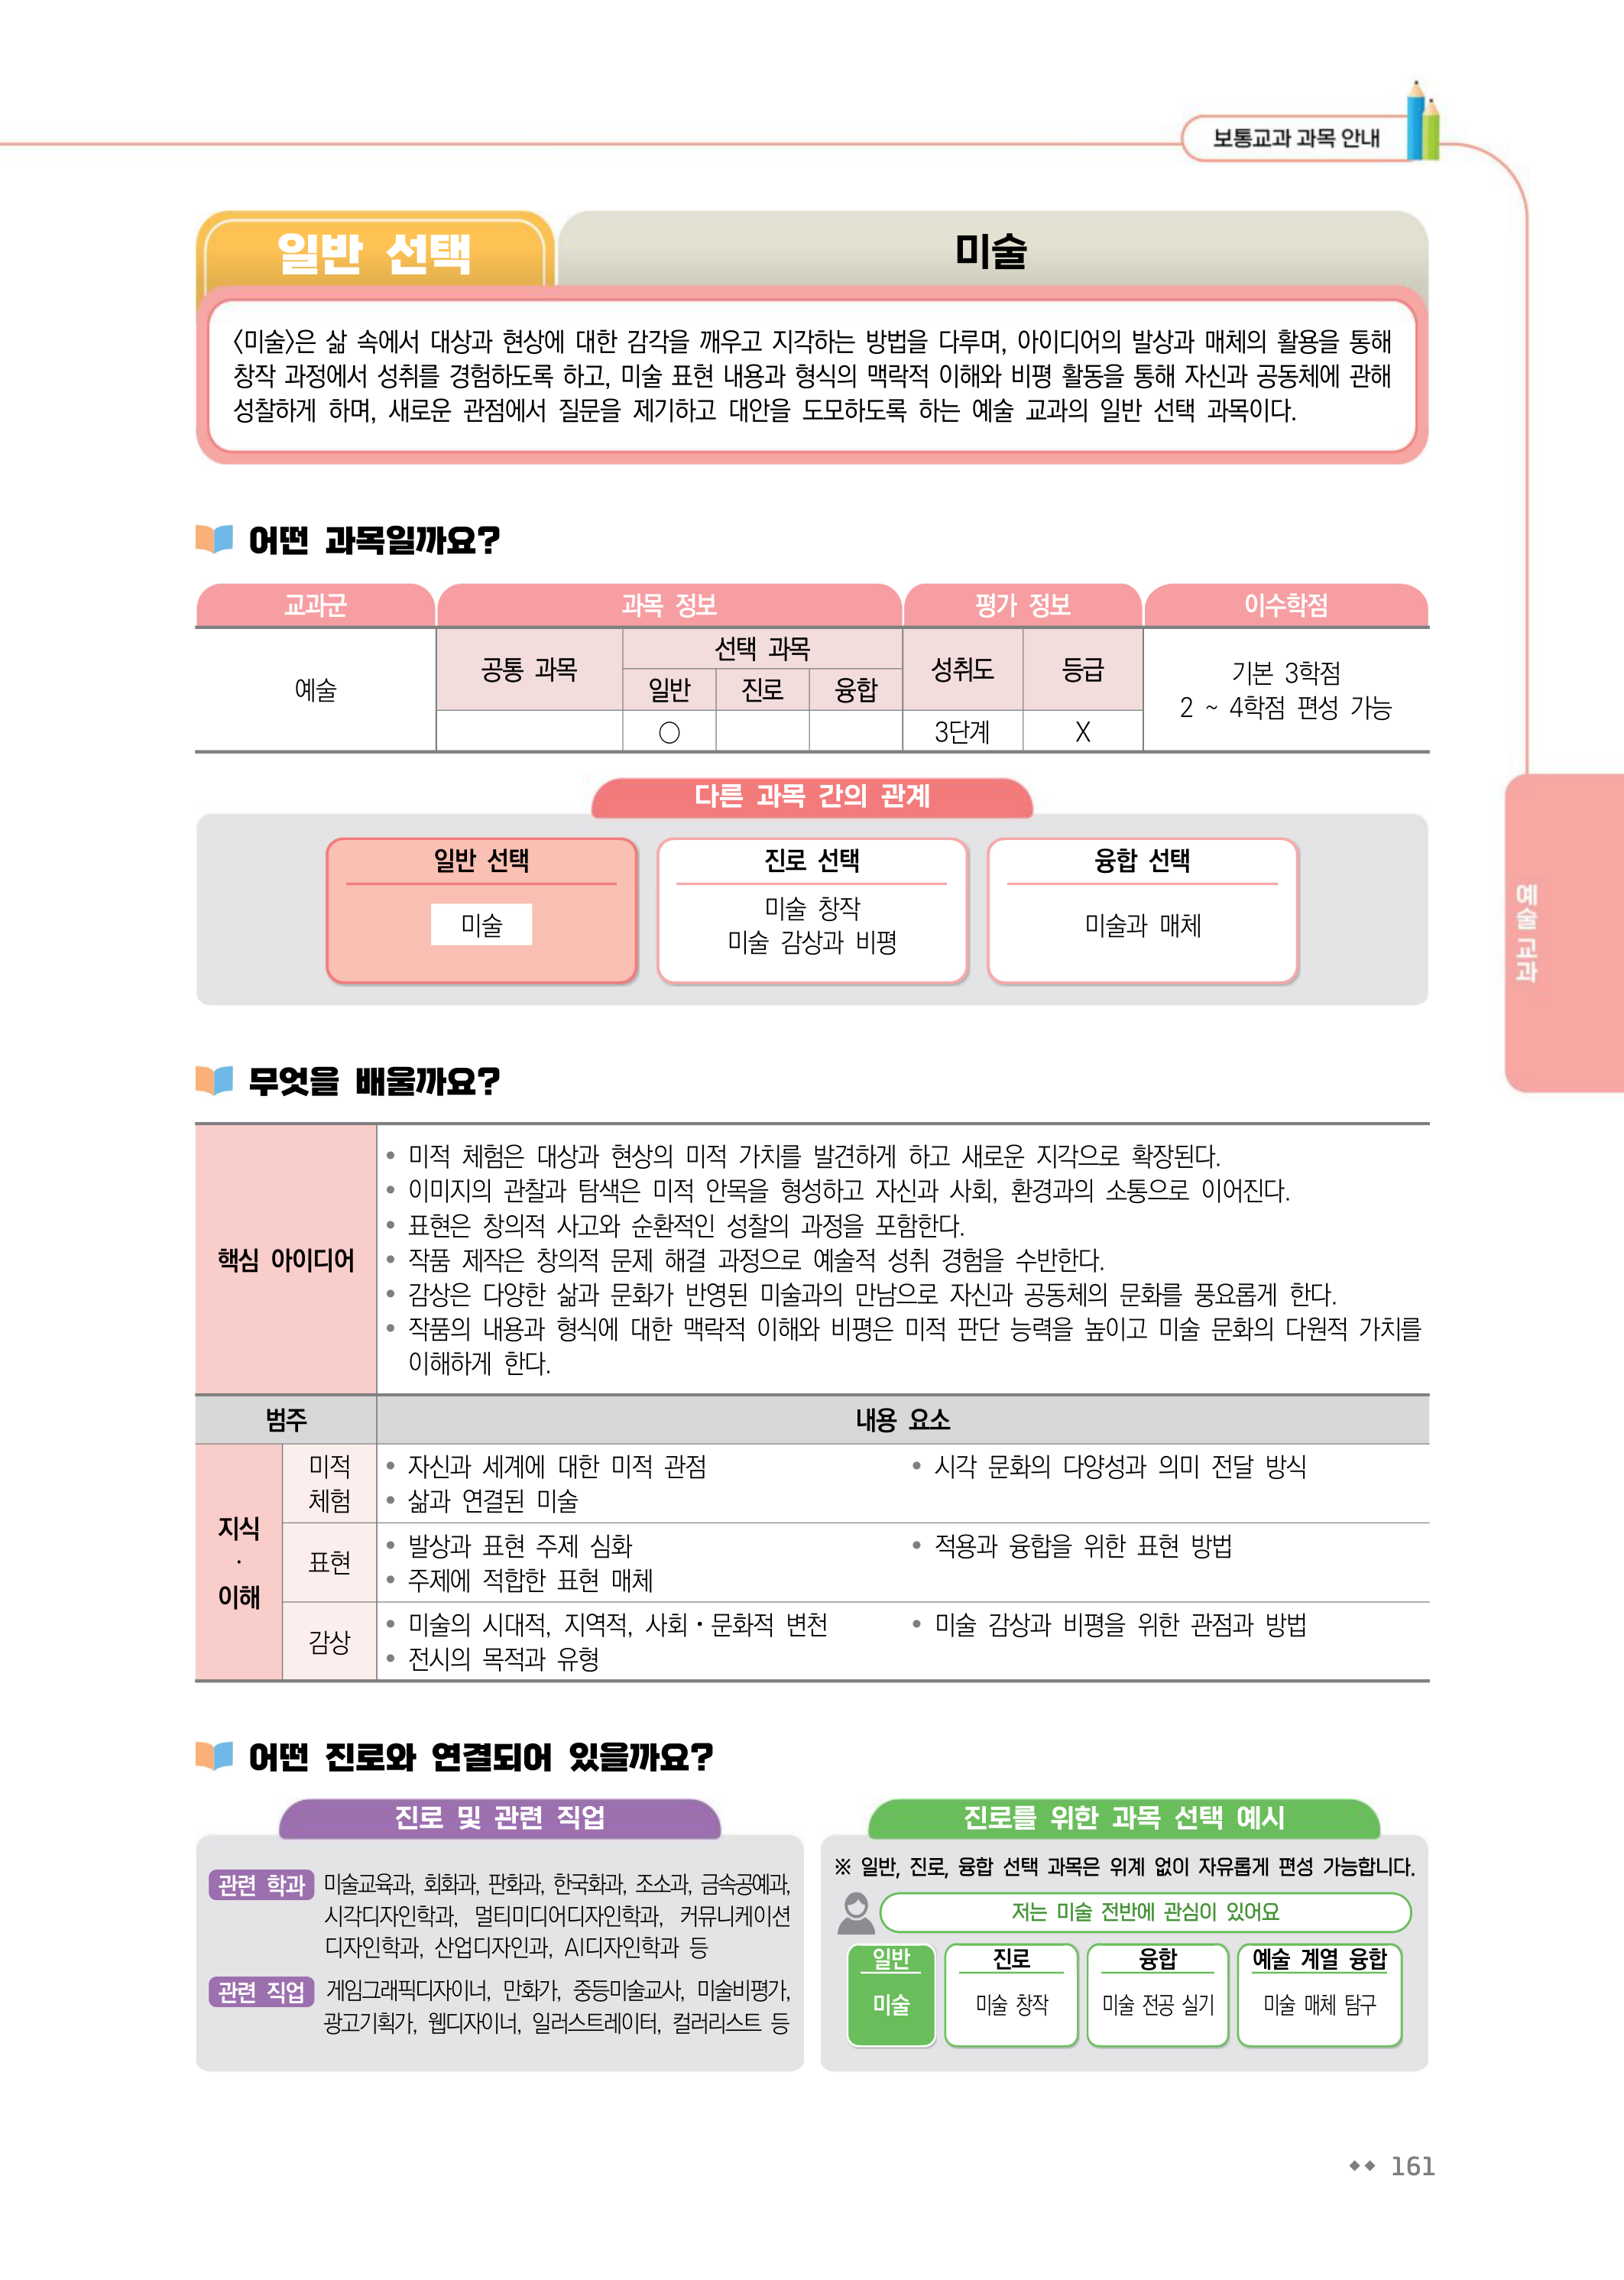 보통교과 과목 안내
일반 선택
미술
〈미술〉은 삶 속에서 대상과 현상에 대한 감각을 깨우고 지각하는 방법을 다루며, 아이디어의 발상과 매체의 활용을 통해
창작 과정에서 성취를 경험하도록 하고, 미술 표현 내용과 형식의 맥락적 이해와 비평 활동을 통해 자신과 공동체에 관해
성찰하게 하며, 새로운 관점에서 질문을 제기하고 대안을 도모하도록 하는 예술 교과의 일반 선택 과목이다.
어떤 과목일까요?
교과군 과목 정보 평가 정보 이수학점
예술
공통 과목
선택 과목
일반 진로 융합
○
성취도 등급
3단계 X
기본 3학점
2 ~ 4학점 편성 가능
다른 과목 간의 관계
일반 선택
미술
진로 선택
미술 창작
미술 감상과 비평
융합 선택
미술과 매체
예술 교과
무엇을 배울까요?
핵심 아이디어
• 미적 체험은 대상과 현상의 미적 가치를 발견하게 하고 새로운 지각으로 확장된다.
• 이미지의 관찰과 탐색은 미적 안목을 형성하고 자신과 사회, 환경과의 소통으로 이어진다.
• 표현은 창의적 사고와 순환적인 성찰의 과정을 포함한다.
• 작품 제작은 창의적 문제 해결 과정으로 예술적 성취 경험을 수반한다.
• 감상은 다양한 삶과 문화가 반영된 미술과의 만남으로 자신과 공동체의 문화를 풍요롭게 한다.
• 작품의 내용과 형식에 대한 맥락적 이해와 비평은 미적 판단 능력을 높이고 미술 문화의 다원적 가치를
이해하게 한다.
범주 내용 요소
지식
·
이해
미적
체험
• 자신과 세계에 대한 미적 관점
• 삶과 연결된 미술
• 시각 문화의 다양성과 의미 전달 방식
표현
• 발상과 표현 주제 심화
• 주제에 적합한 표현 매체
• 적용과 융합을 위한 표현 방법
감상
• 미술의 시대적, 지역적, 사회·문화적 변천
• 전시의 목적과 유형
• 미술 감상과 비평을 위한 관점과 방법
어떤 진로와 연결되어 있을까요?
진로 및 관련 직업
관련 학과 미술교육과, 회화과, 판화과, 한국화과, 조소과, 금속공예과,
시각디자인학과, 멀티미디어디자인학과, 커뮤니케이션
디자인학과, 산업디자인과, AI디자인학과 등
관련 직업 게임그래픽디자이너, 만화가, 중등미술교사, 미술비평가,
광고기획가, 웹디자이너, 일러스트레이터, 컬러리스트 등
진로를 위한 과목 선택 예시
※ 일반, 진로, 융합 선택 과목은 위계 없이 자유롭게 편성 가능합니다.
저는 미술 전반에 관심이 있어요
일반
미술
진로
미술 창작
융합
미술 전공 실기
예술 계열 융합
미술 매체 탐구
161